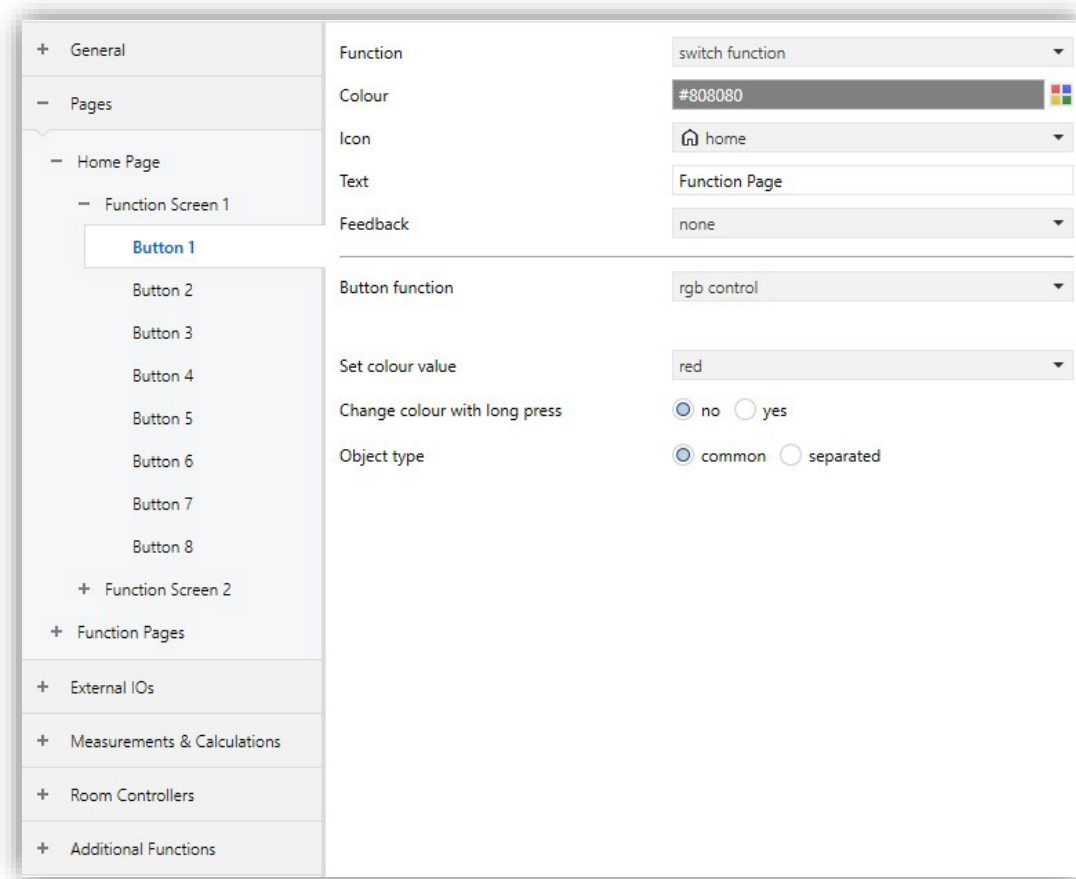 General
Pages
Home Page
Function Screen 1
Button 1
Button 2
Button 3
Button 4
Button 5
Button 6
Button 7
Button 8
Function Screen 2
Function Pages
External IOs
Measurements & Calculations
Room Controllers
Additional Functions
Function switch function
Colour #808080
Icon home
Text Function Page
Feedback none
Button function rgb control
Set colour value red
Change colour with long press no yes
Object type common separated